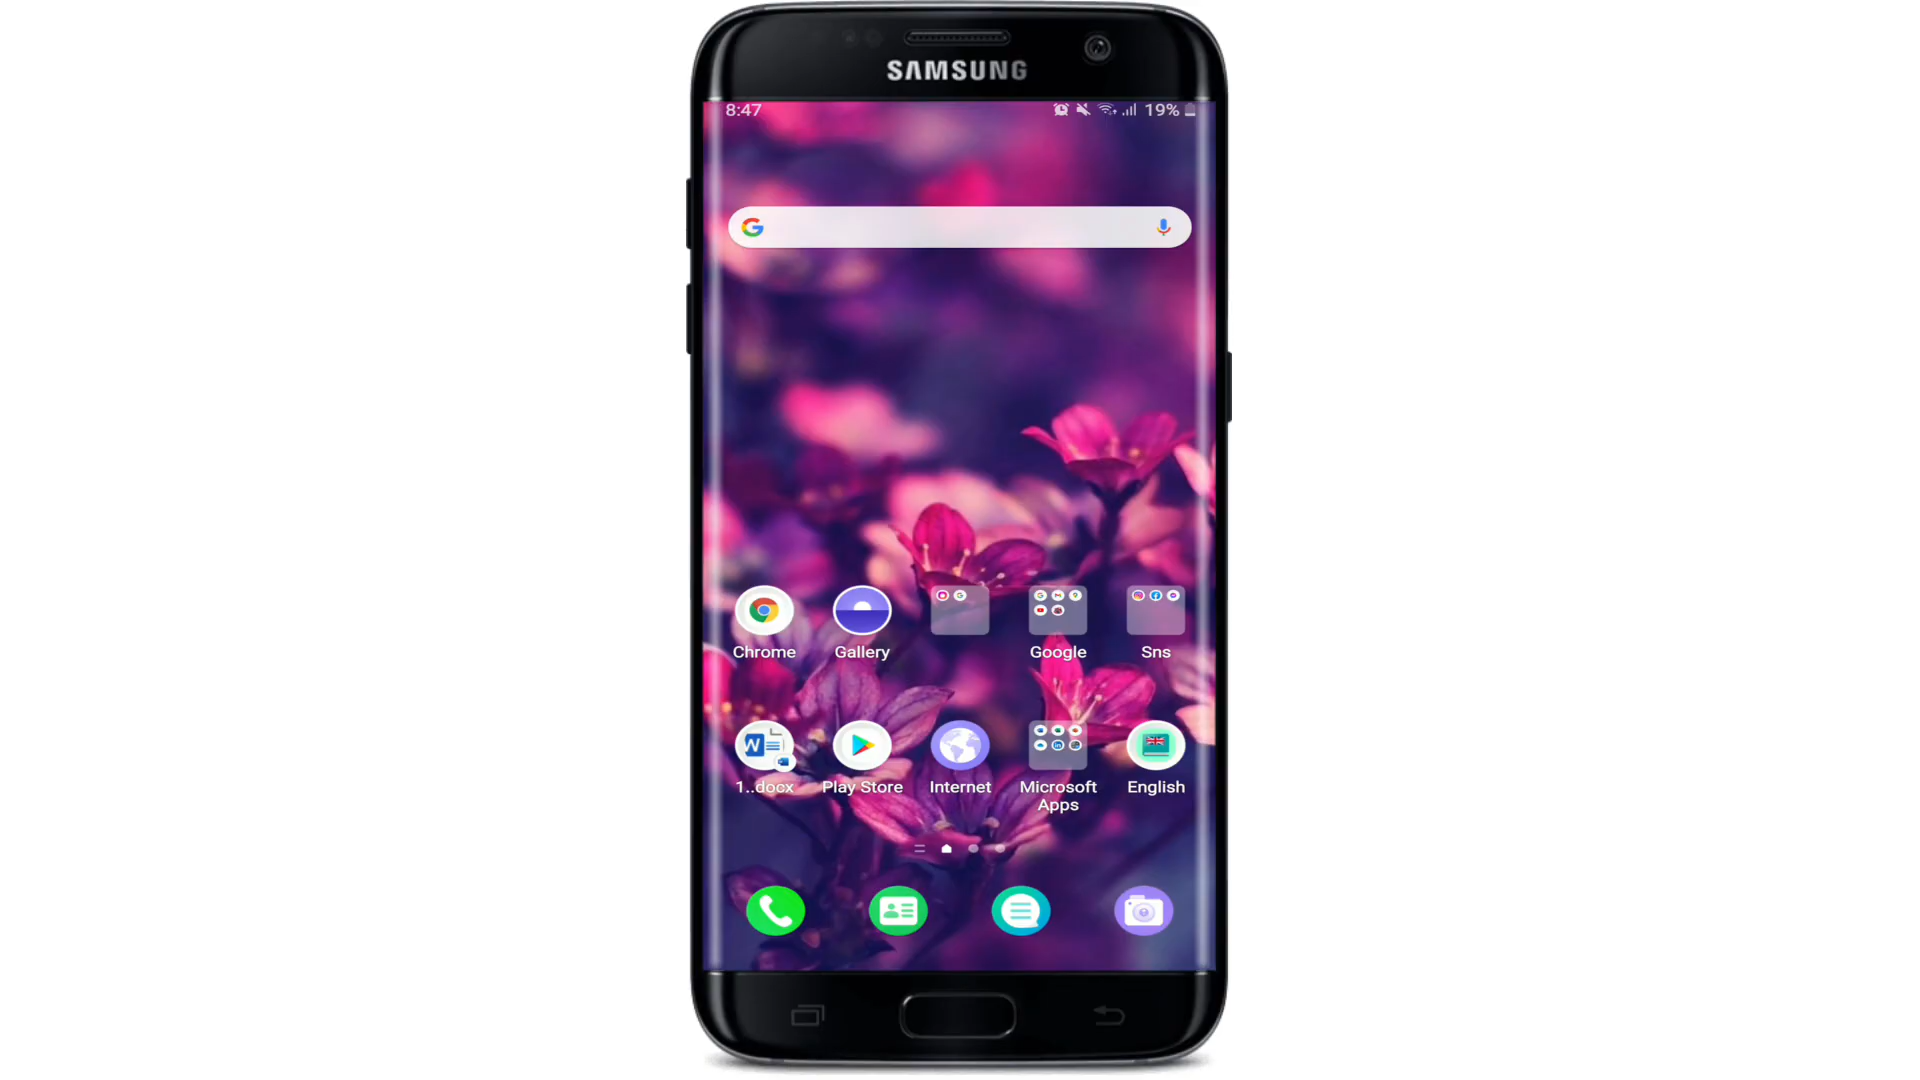 SAMSUNG
8:47 19%
Chrome Gallery Google Sns
1..docx Play Store Internet Microsoft Apps English